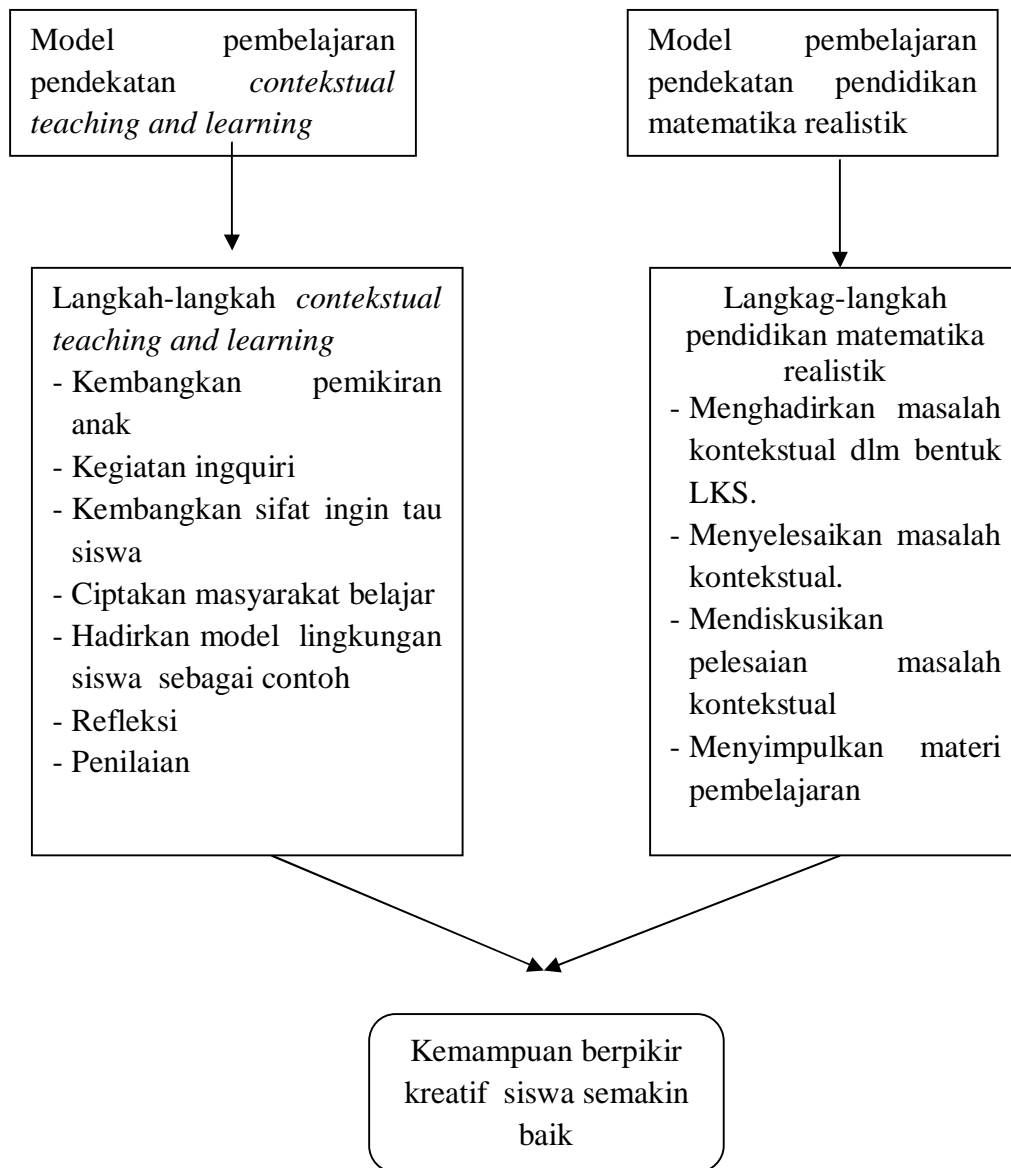 Model pembelajaran
pendekatan contekstual
teaching and learning
Model pembelajaran
pendekatan pendidikan
matematika realistik
Langkah-langkah contekstual
teaching and learning
- Kembangkan pemikiran
anak
- Kegiatan ingquiri
- Kembangkan sifat ingin tau
siswa
- Ciptakan masyarakat belajar
- Hadirkan model lingkungan
siswa sebagai contoh
- Refleksi
- Penilaian
Langkag-langkah
pendidikan matematika
realistik
- Menghadirkan masalah
kontekstual dlm bentuk
LKS.
- Menyelesaikan masalah
kontekstual.
- Mendiskusikan
pelesaian masalah
kontekstual
- Menyimpulkan materi
pembelajaran
Kemampuan berpikir
kreatif siswa semakin
baik